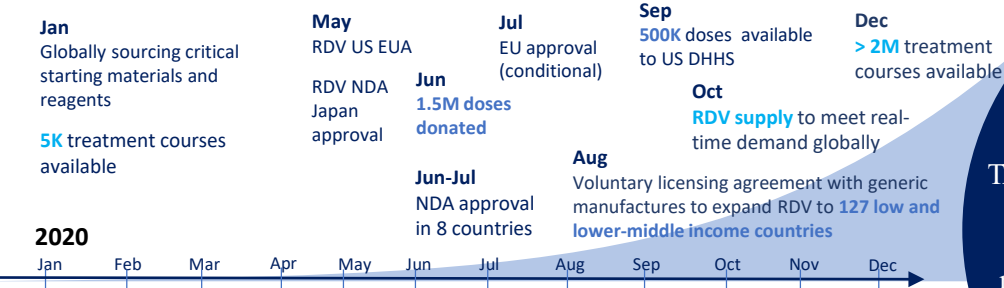 Jan
Globally sourcing critical
starting materials and
reagents
5K treatment courses
available
May
RDV US EUA
RDV NDA
Japan
approval
Jun
1.5M doses
donated
Jun-Jul
NDA approval
in 8 countries
Jul
EU approval
(conditional)
Aug
Voluntary licensing agreement with generic
manufactures to expand RDV to 127 low and
lower-middle income countries
Sep
500K doses available
to US DHHS
Oct
RDV supply to meet real-
time demand globally
Dec
> 2M treatment
courses available
2020
Jan Feb Mar Apr May Jun Jul Aug Sep Oct Nov Dec